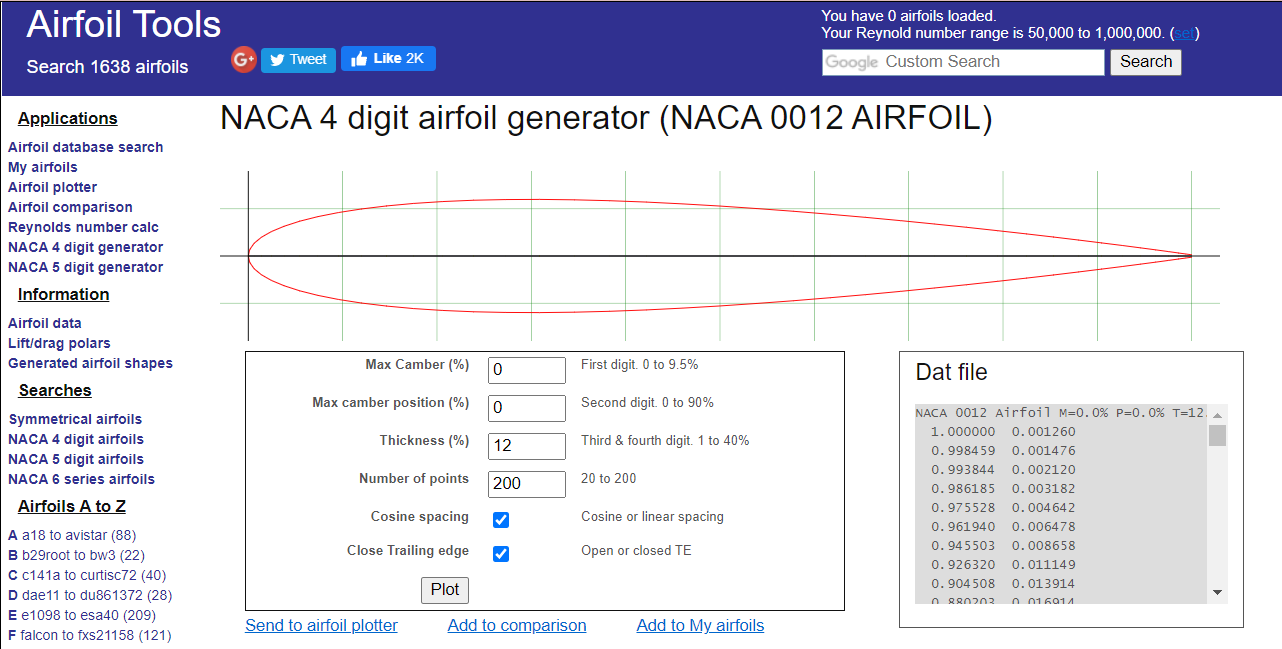 Airfoil Tools
Search 1638 airfoils
G+
Tweet
Like 2K
You have 0 airfoils loaded.
Your Reynold number range is 50,000 to 1,000,000. (set)
Google Custom Search
Search
Applications
Airfoil database search
My airfoils
Airfoil plotter
Airfoil comparison
Reynolds number calc
NACA 4 digit generator
NACA 5 digit generator
Information
Airfoil data
Lift/drag polars
Generated airfoil shapes
Searches
Symmetrical airfoils
NACA 4 digit airfoils
NACA 5 digit airfoils
NACA 6 series airfoils
Airfoils A to Z
A a18 to avistar (88)
B b29root to bw3 (22)
C c141a to curtisc72 (40)
D dae11 to du861372 (28)
E e1098 to esa40 (209)
F falcon to fxs21158 (121)
NACA 4 digit airfoil generator (NACA 0012 AIRFOIL)
Max Camber (%) 0 First digit. 0 to 9.5%
Max camber position (%) 0 Second digit. 0 to 90%
Thickness (%) 12 Third & fourth digit. 1 to 40%
Number of points 200 20 to 200
Cosine spacing Cosine or linear spacing
Close Trailing edge Open or closed TE
Plot
Send to airfoil plotter Add to comparison Add to My airfoils
Dat file
NACA 0012 Airfoil M=0.0% P=0.0% T=12.
1.000000 0.001260
0.998459 0.001476
0.993844 0.002120
0.986185 0.003182
0.975528 0.004642
0.961940 0.006478
0.945503 0.008658
0.926320 0.011149
0.904508 0.013914
0.880203 0.016914